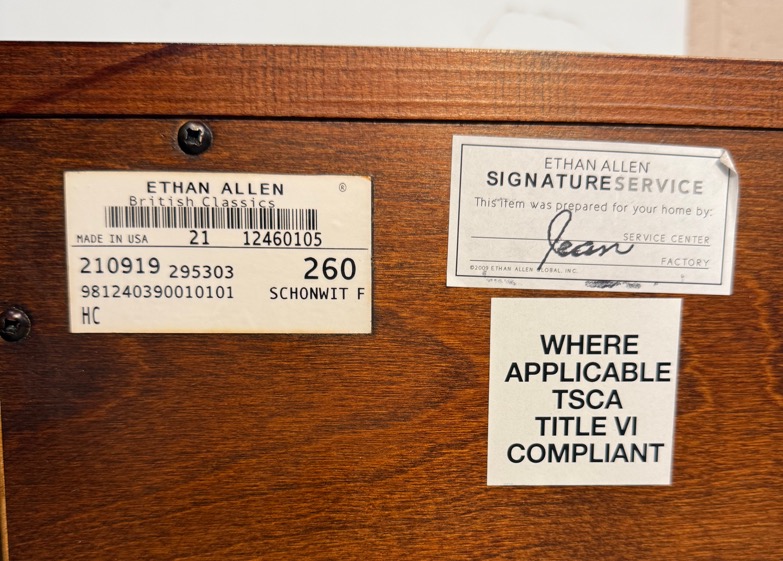 ETHAN ALLEN ®
British Classics
MADE IN USA 21 12460105
210919 295303 260
981240390010101 SCHONWIT F
HC
ETHAN ALLEN
SIGNATURESERVICE
This item was prepared for your home by:
Jean SERVICE CENTER
FACTORY
©2009 ETHAN ALLEN GLOBAL, INC.
WHERE
APPLICABLE
TSCA
TITLE VI
COMPLIANT